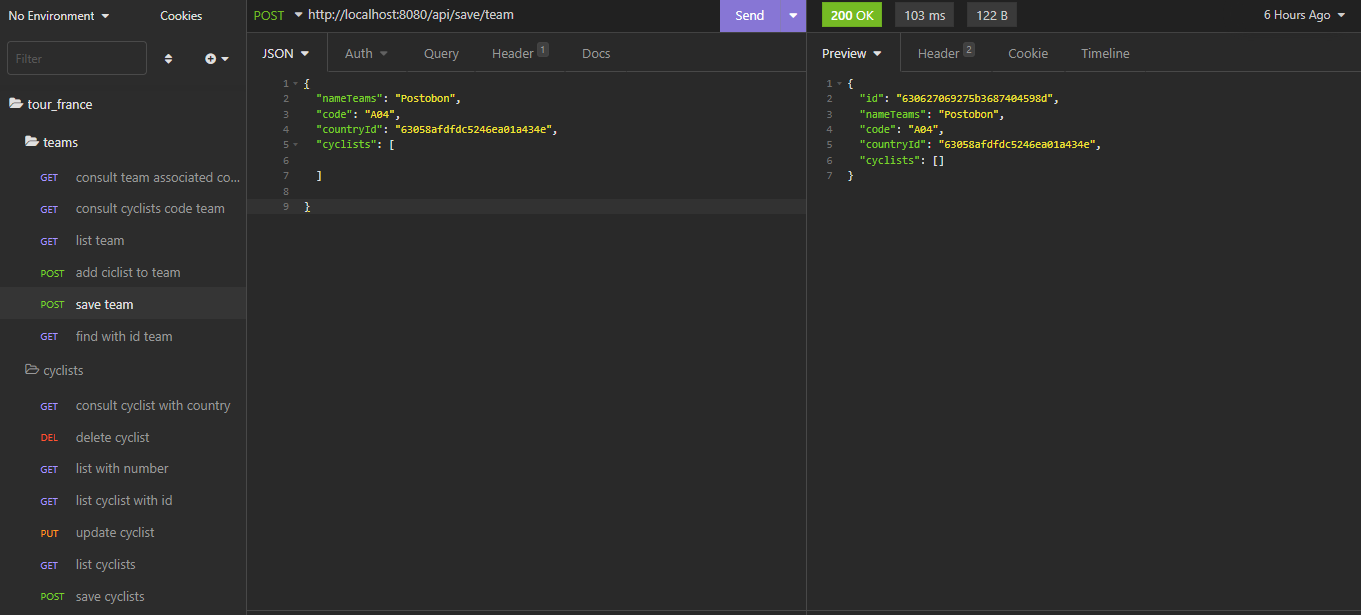 No Environment
Cookies
Filter
tour_france
teams
GET consult team associated co...
GET consult cyclists code team
GET list team
POST add ciclist to team
POST save team
GET find with id team
cyclists
GET consult cyclist with country
DEL delete cyclist
GET list with number
GET list cyclist with id
PUT update cyclist
GET list cyclists
POST save cyclists
POST http://localhost:8080/api/save/team Send
JSON Auth Query Header 1 Docs
1 {
2 "nameTeams": "Postobon",
3 "code": "A04",
4 "countryId": "63058afdfdc5246ea01a434e",
5 "cyclists": [
6
7 ]
8
9 }
200 OK 103 ms 122 B 6 Hours Ago
Preview Header 2 Cookie Timeline
1 {
2 "id": "630627069275b3687404598d",
3 "nameTeams": "Postobon",
4 "code": "A04",
5 "countryId": "63058afdfdc5246ea01a434e",
6 "cyclists": []
7 }